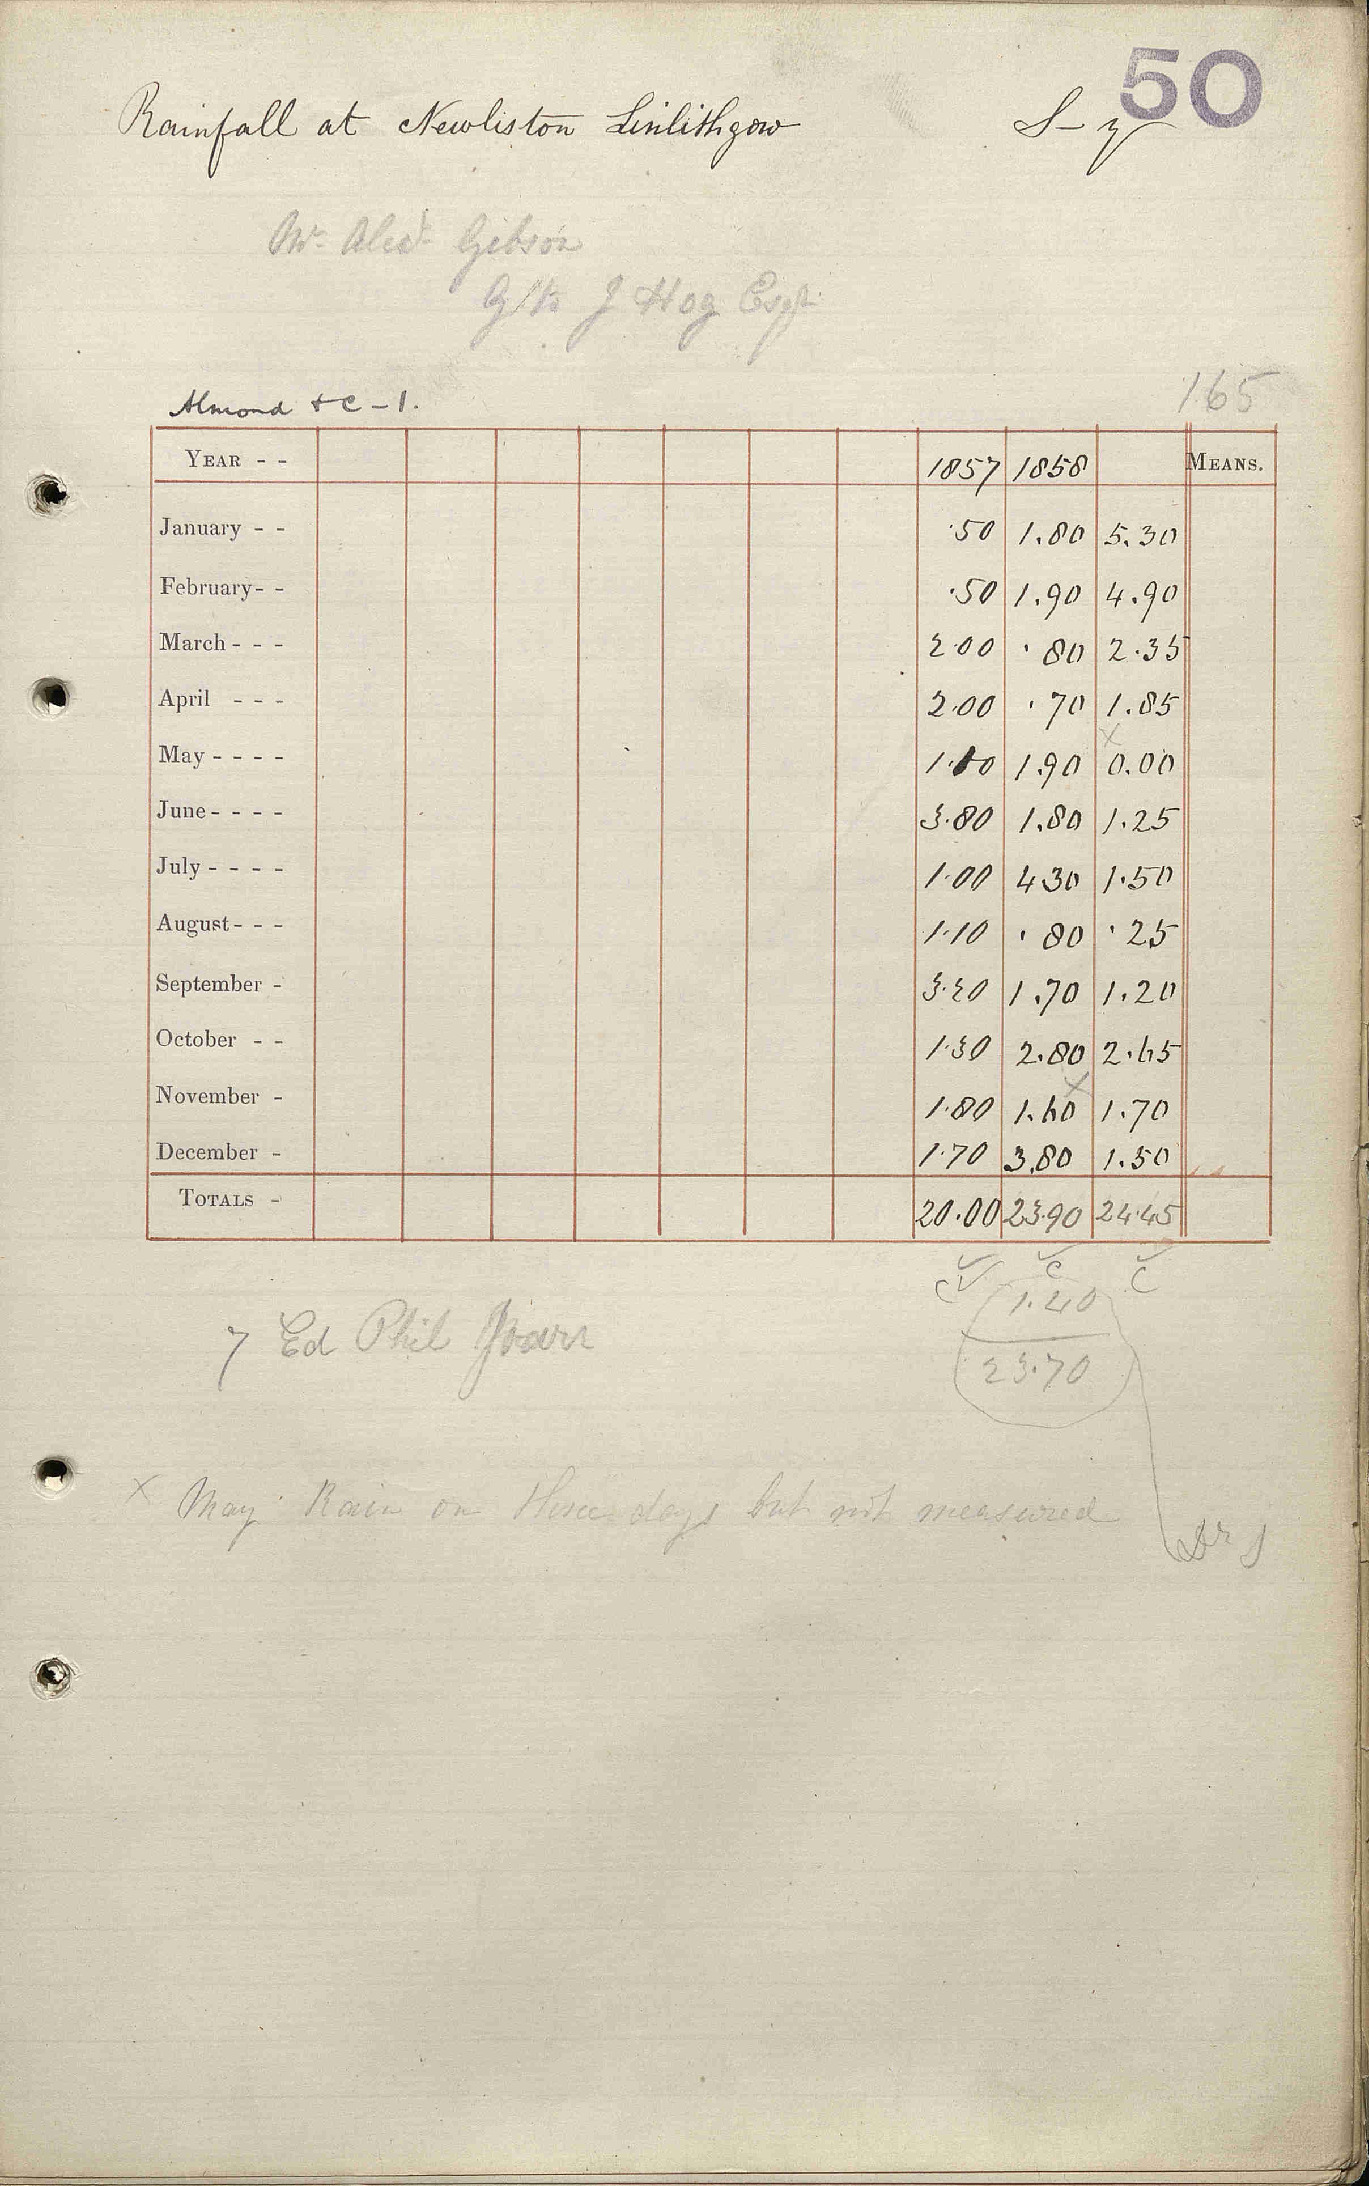 50
Rainfall at Newliston Linlithgow
Mr Alexr Gibson
G/to J Hog Esqr
165
Almond &c - 1.
YEAR - - 1857 1858 MEANS.
January - - .50 1.80 5.30
February - - .50 1.90 4.90
March - - - 2.00 .80 2.35
April - - - 2.00 .70 1.85
x
May - - - - 1.10 1.90 0.00
June - - - - 3.80 1.80 1.25
July - - - - 1.00 4.30 1.50
August - - - 1.10 .80 .25
September - 3.20 1.70 1.20
October - - 1.30 2.80 2.65
x
November - 1.80 1.60 1.70
December - 1.70 3.80 1.50
TOTALS - 20.00 23.90 24.45
c c c
1.40
23.70
7 Ed Phil Journ
x May Rain on three days but not measured